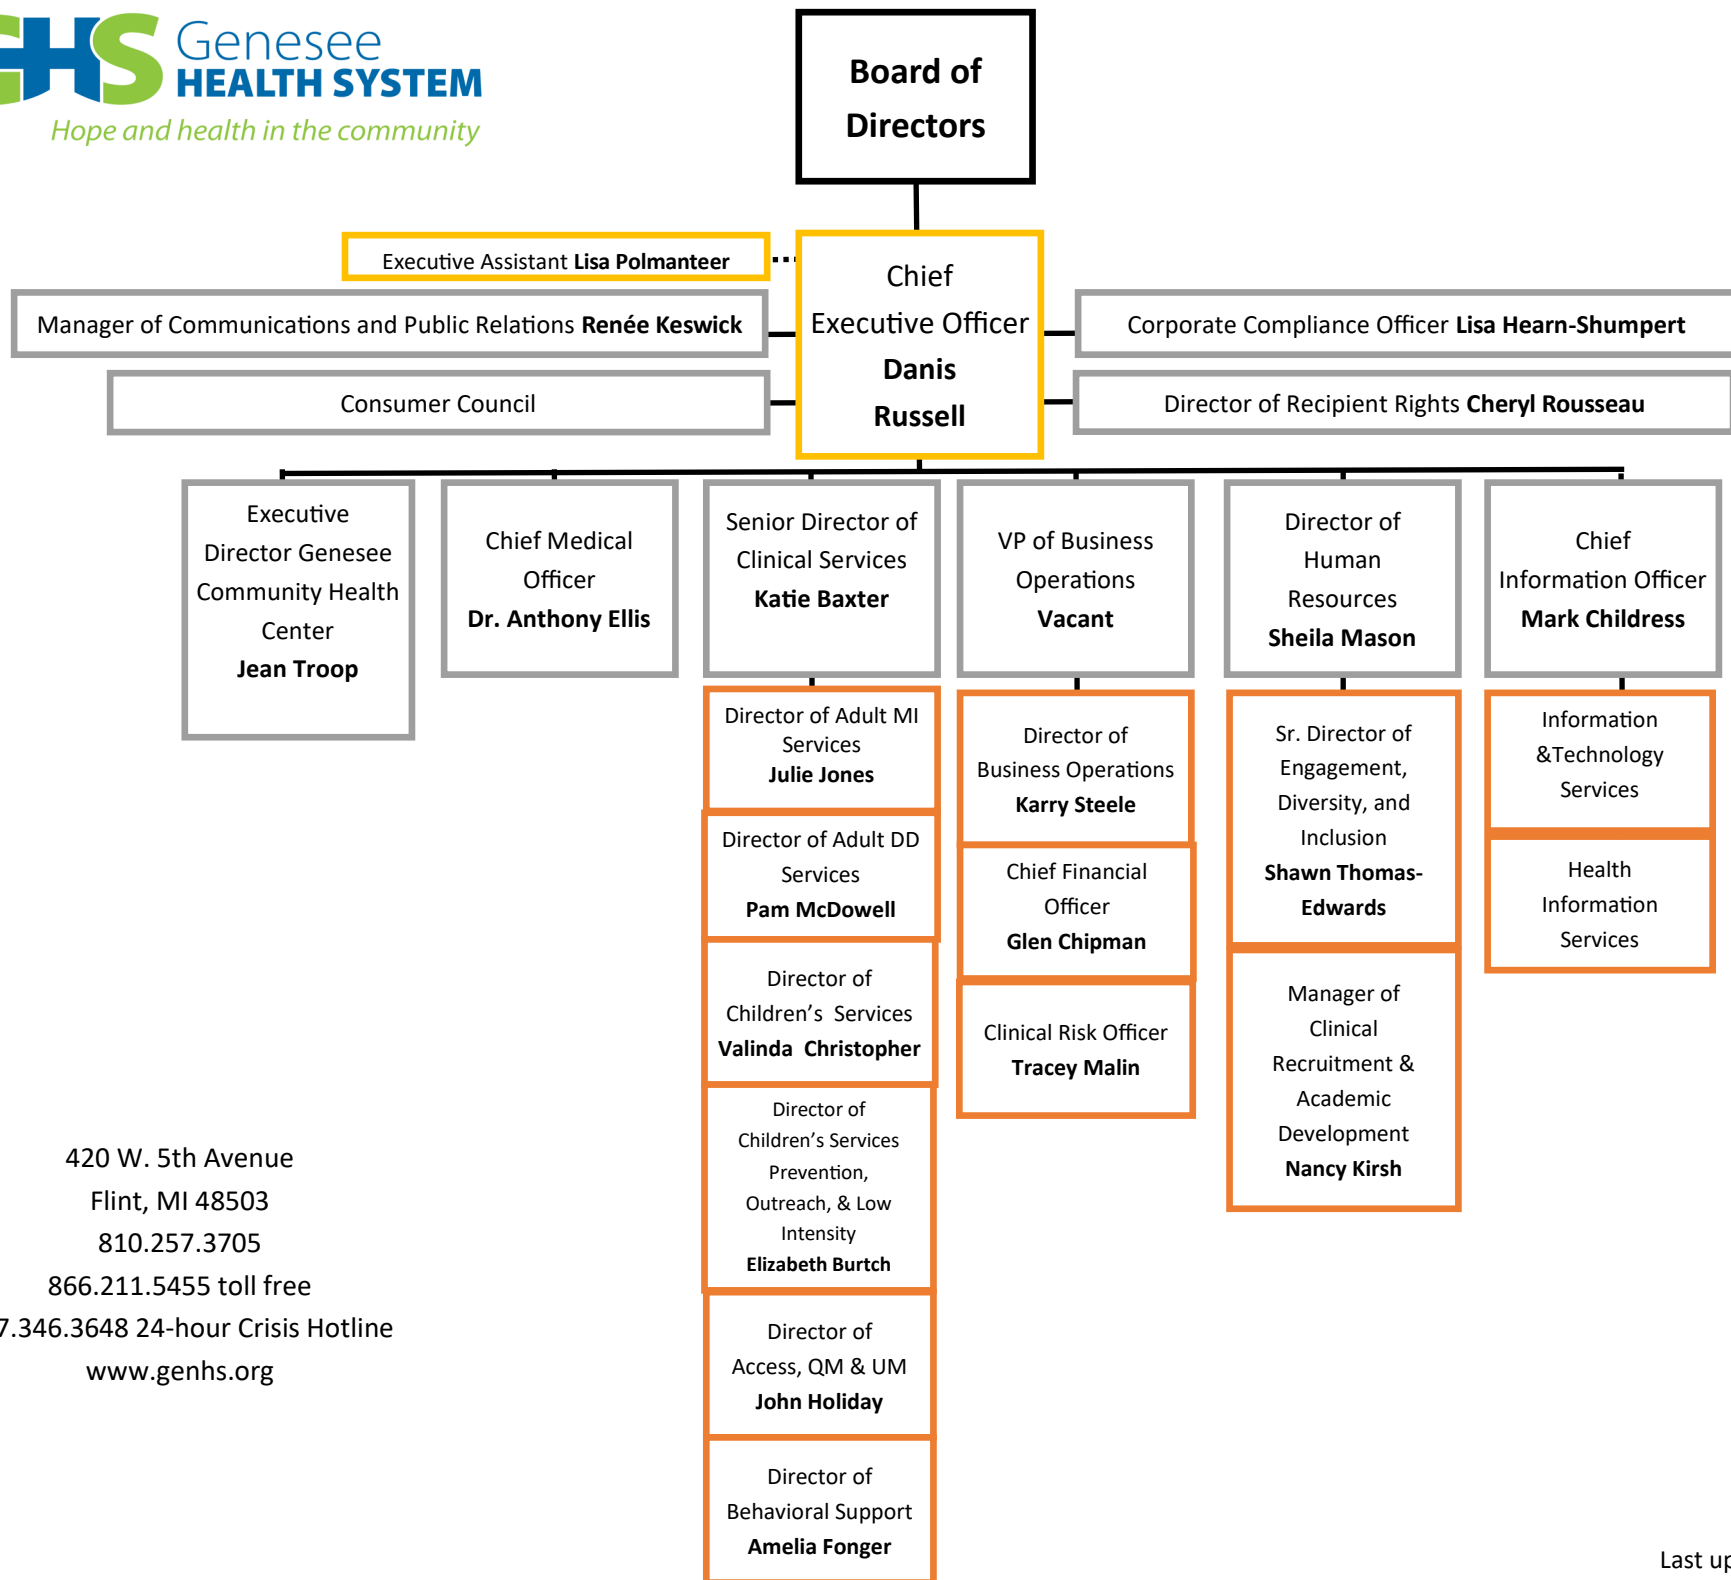 GHS Genesee
HEALTH SYSTEM
Hope and health in the community
Board of
Directors
Executive Assistant Lisa Polmanteer
Chief
Executive Officer
Danis
Russell
Manager of Communications and Public Relations Renée Keswick
Corporate Compliance Officer Lisa Hearn-Shumpert
Consumer Council
Director of Recipient Rights Cheryl Rousseau
Executive
Director Genesee
Community Health
Center
Jean Troop
Chief Medical
Officer
Dr. Anthony Ellis
Senior Director of
Clinical Services
Katie Baxter
VP of Business
Operations
Vacant
Director of
Human
Resources
Sheila Mason
Chief
Information Officer
Mark Childress
Director of Adult MI
Services
Julie Jones
Director of Adult DD
Services
Pam McDowell
Director of
Children's  Services
Valinda  Christopher
Director of
Children's Services
Prevention,
Outreach, & Low
Intensity
Elizabeth Burtch
Director of
Access, QM & UM
John Holiday
Director of
Behavioral Support
Amelia Fonger
Director of
Business Operations
Karry Steele
Chief Financial
Officer
Glen Chipman
Clinical Risk Officer
Tracey Malin
Sr. Director of
Engagement,
Diversity, and
Inclusion
Shawn Thomas-
Edwards
Manager of
Clinical
Recruitment &
Academic
Development
Nancy Kirsh
Information
&Technology
Services
Health
Information
Services
420 W. 5th Avenue
Flint, MI 48503
810.257.3705
866.211.5455 toll free
7.346.3648 24-hour Crisis Hotline
www.genhs.org
Last